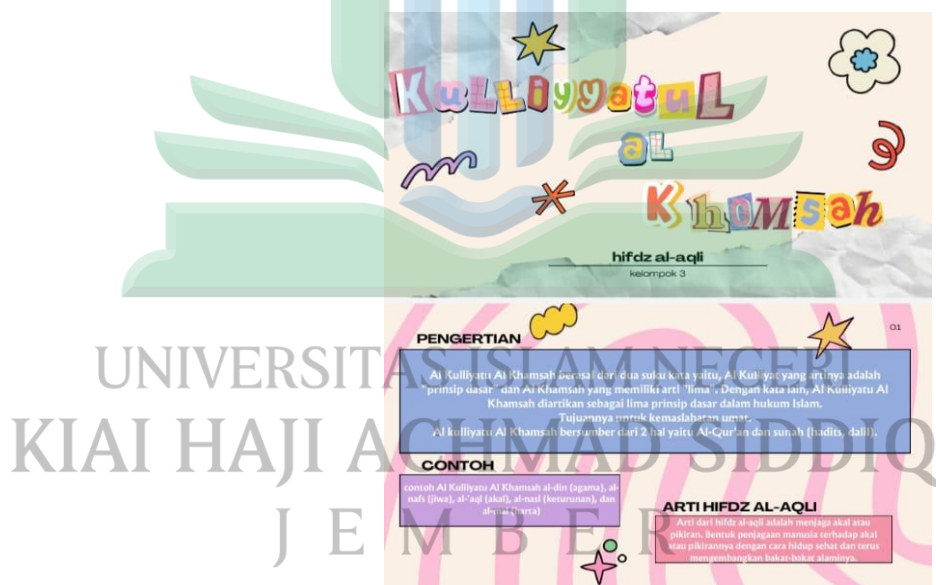 Kulliyyatul
al
Khomsah
hifdz al-aqli
kelompok 3
01
PENGERTIAN
Al Kulliyatu Al Khamsah berasal dari dua suku kata yaitu, Al Kulliyat yang artinya adalah
"prinsip dasar" dan Al Khamsah yang memiliki arti "lima". Dengan kata lain, Al Kulliyatu Al
Khamsah diartikan sebagai lima prinsip dasar dalam hukum Islam.
Tujuannya untuk kemaslahatan umat.
Al kulliyatu Al Khamsah bersumber dari 2 hal yaitu Al-Qur'an dan sunah (hadits, dalil).
CONTOH
contoh Al Kulliyatu Al Khamsah al-din (agama), al-
nafs (jiwa), al-'aql (akal), al-nasl (keturunan), dan
al-mal (harta)
ARTI HIFDZ AL-AQLI
Arti dari hifdz al-aqli adalah menjaga akal atau
pikiran. Bentuk penjagaan manusia terhadap akal
atau pikirannya dengan cara hidup sehat dan terus
mengembangkan bakat-bakat alaminya.
UNIVERSITAS ISLAM NEGERI
KIAI HAJI ACHMAD SIDDIQ
JEMBER